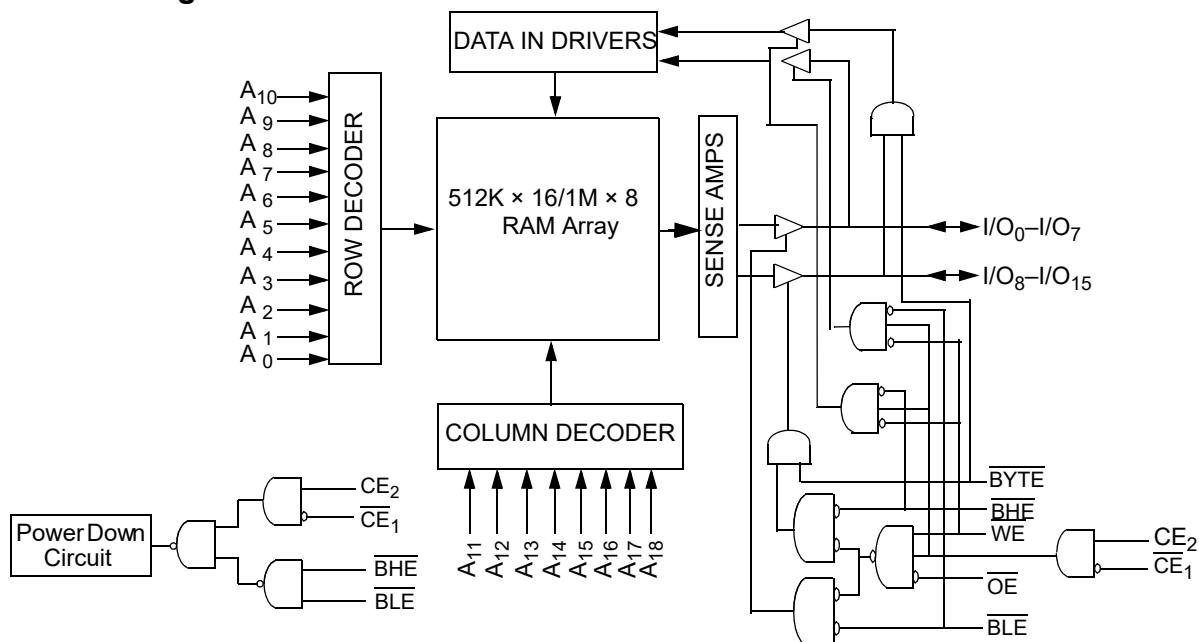 DATA IN DRIVERS
A10
A9
A8
A7
A6
A5
A4
A3
A2
A1
A0
ROW DECODER
512K × 16/1M × 8
RAM Array
SENSE AMPS
I/O0–I/O7
I/O8–I/O15
COLUMN DECODER
A11
A12
A13
A14
A15
A16
A17
A18
Power Down
Circuit
CE2
CE1
BHE
BLE
BYTE
BHE
WE
OE
BLE
CE2
CE1